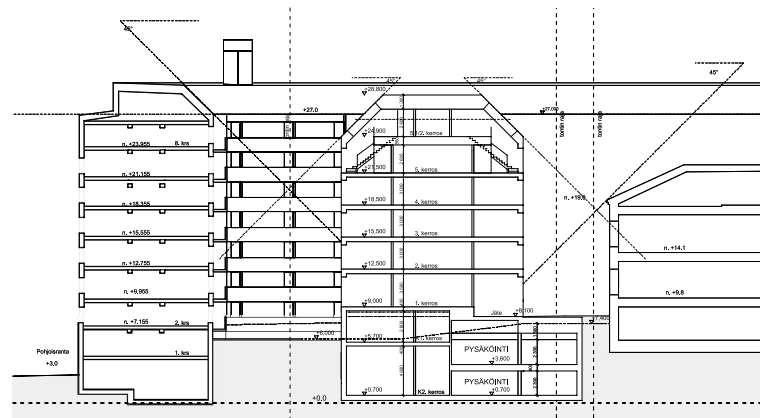 45°
45°
45°
45°
+28,800
+27.0
+27,000
tontin raja
tontin raja
+24,900
5.1/2. kerros
n. +23.955
8. krs
n. +21.155
+21,500
5. kerros
n. +18.355
+18,500
4. kerros
n. +19.9
n. +15.555
+15,500
3. kerros
n. +14.1
n. +12.755
+12,500
2. kerros
n. +9.955
+9,000
1. kerros
n. +9.8
n. +7.155
2. krs
+8,100
Jäte
+7,400
+6,000
+5,700
K1. kerros
Pohjoisranta
1. krs
PYSÄKÖINTI
+3.0
+3,600
PYSÄKÖINTI
+0,700
K2. kerros
+0.700
+0.0